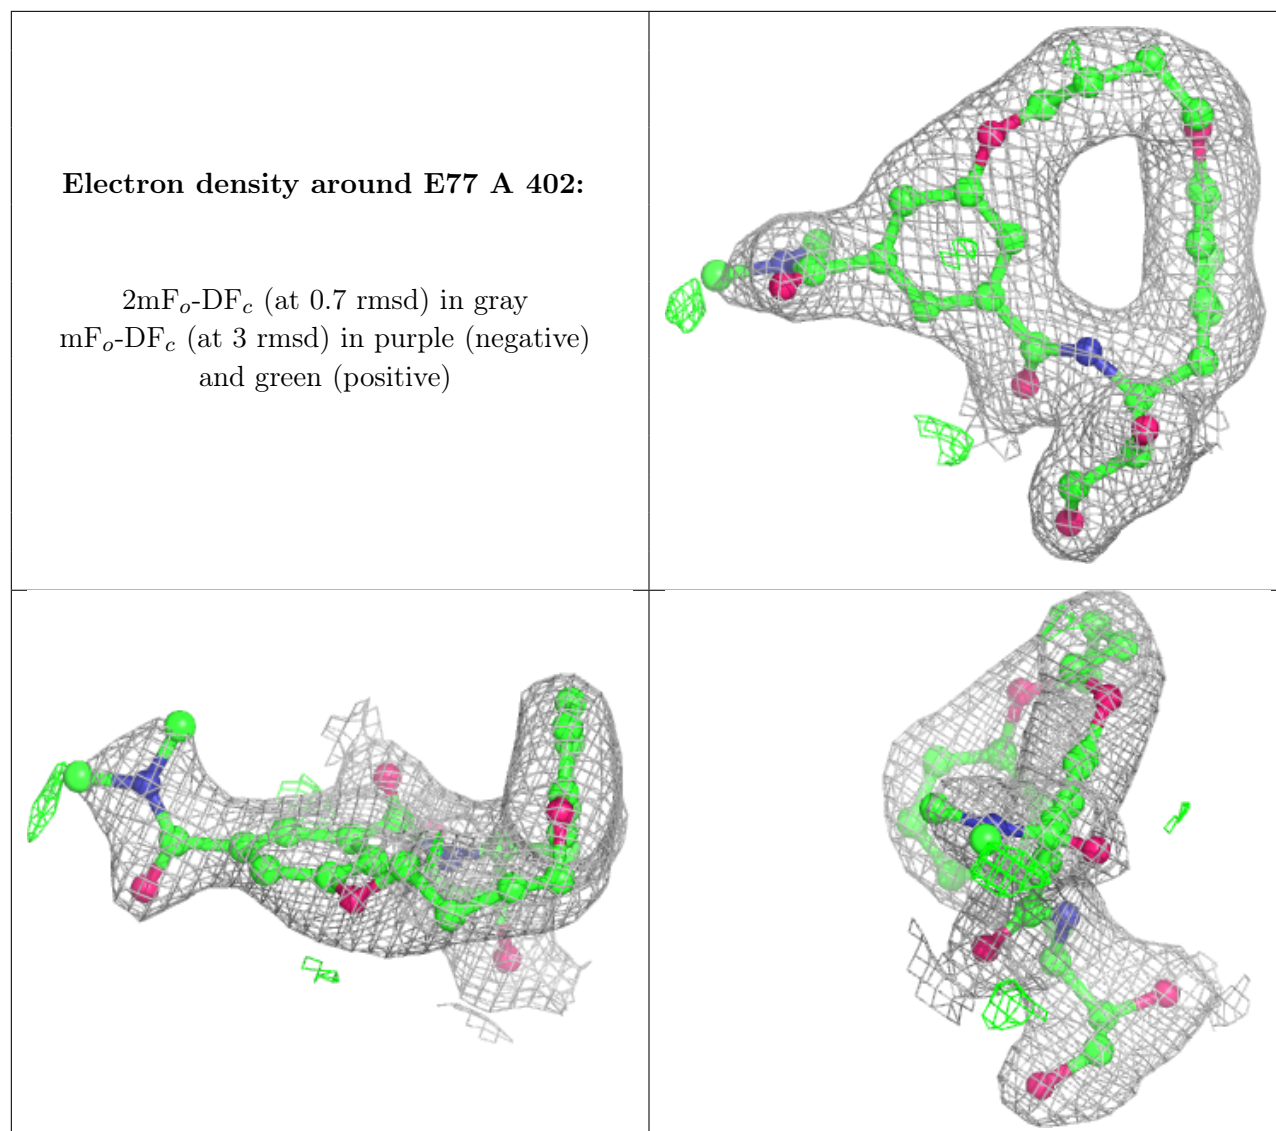 Electron density around E77 A 402:
2mFo-DFc (at 0.7 rmsd) in gray
mFo-DFc (at 3 rmsd) in purple (negative)
and green (positive)